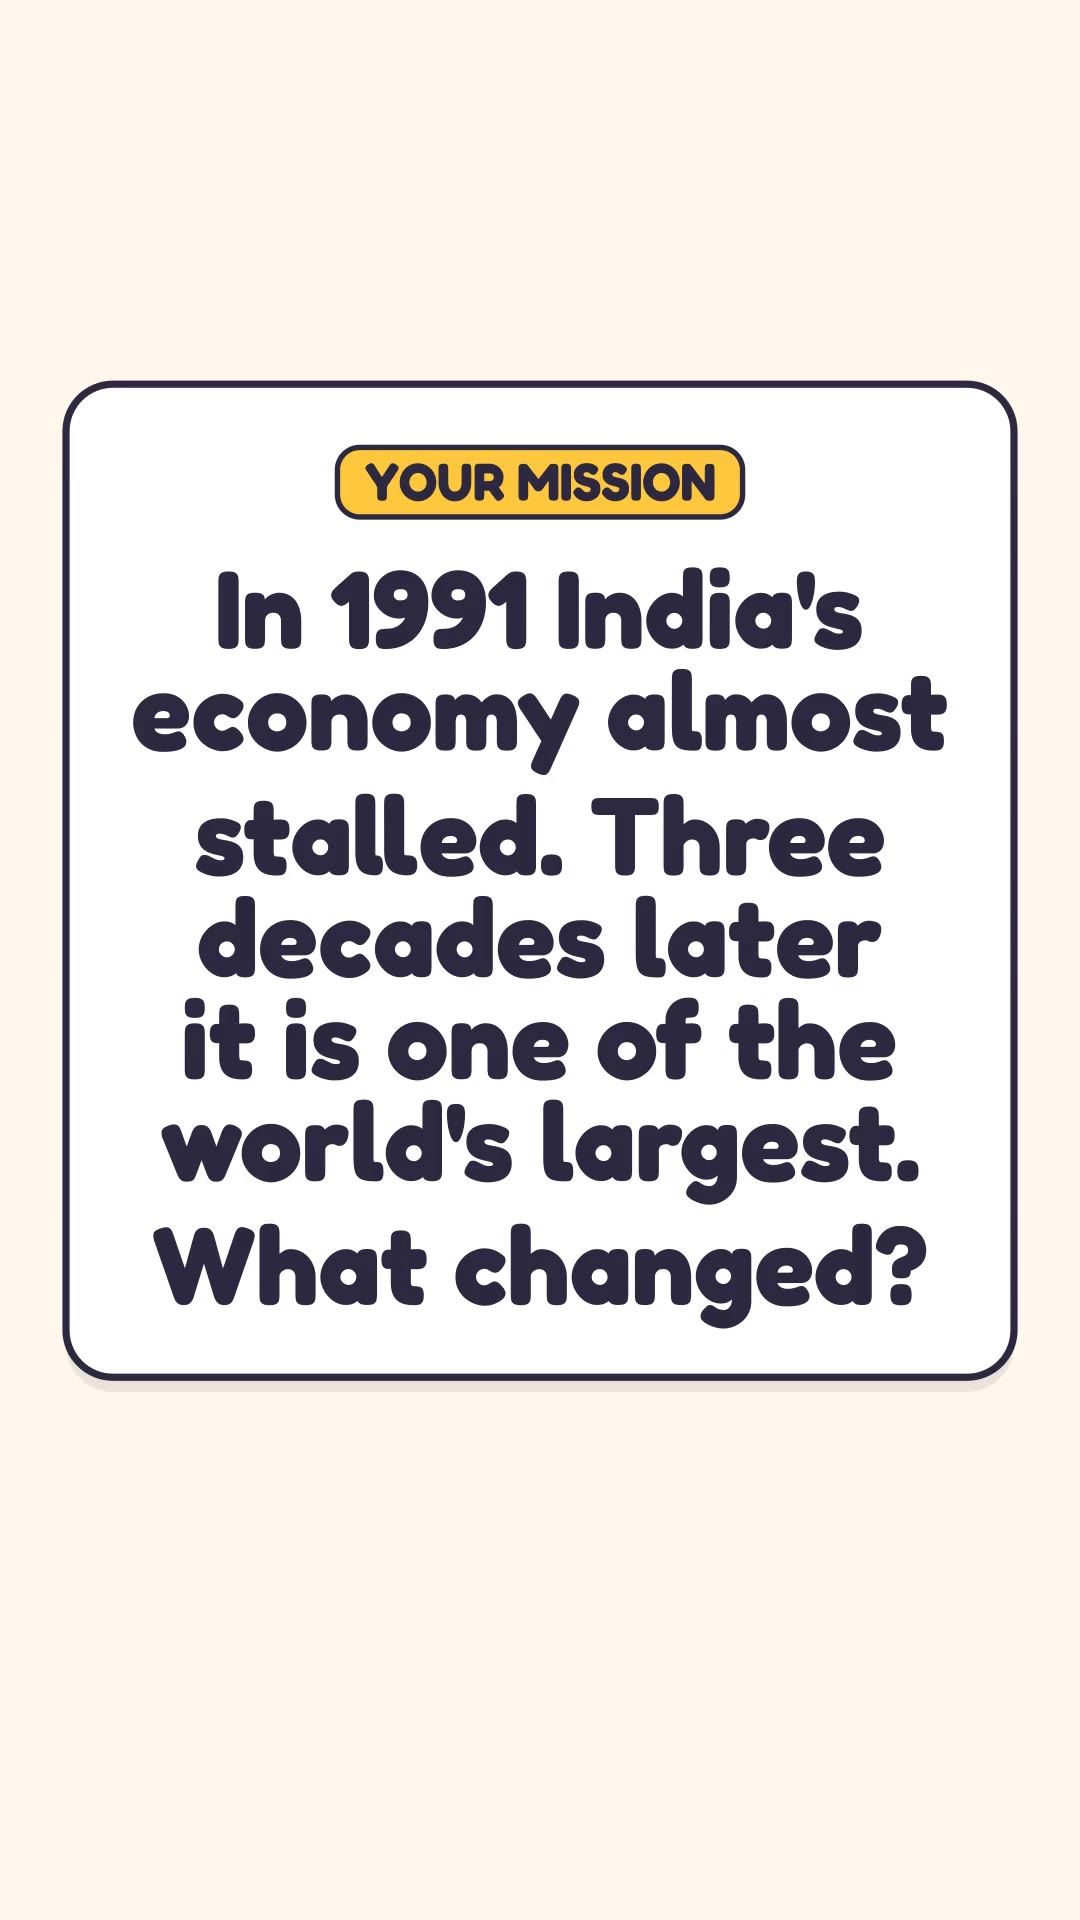 YOUR MISSION
In 1991 India's
economy almost
stalled. Three
decades later
it is one of the
world's largest.
What changed?